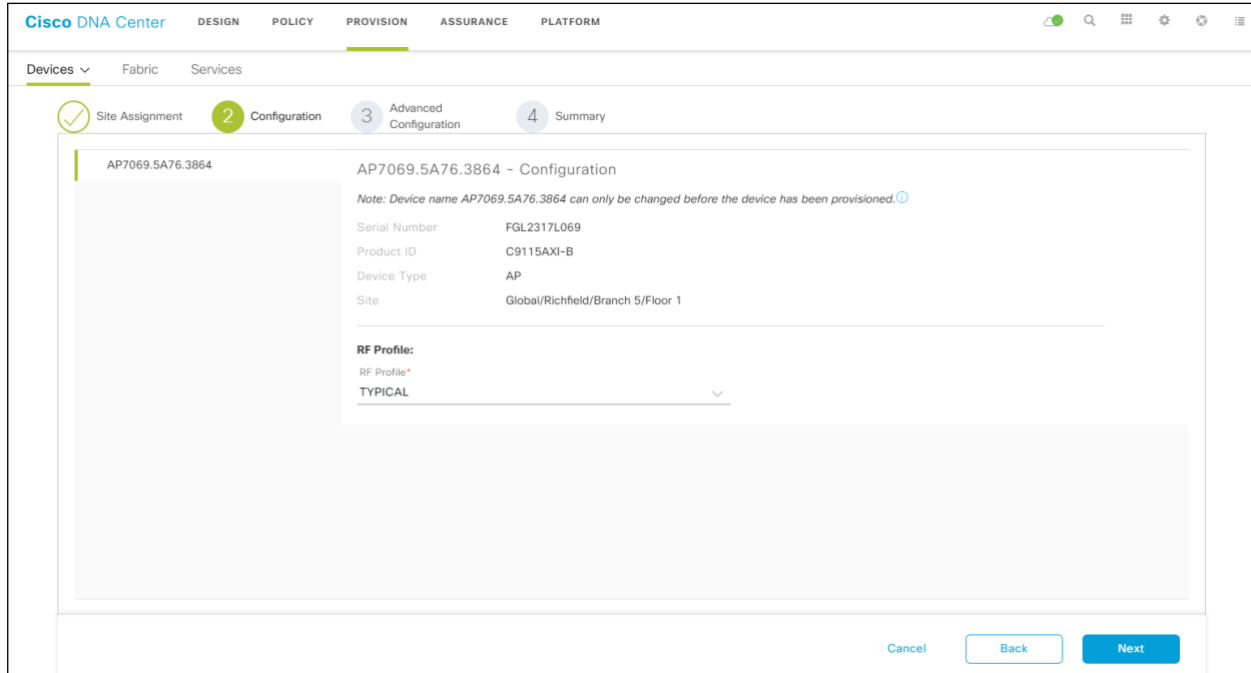 Cisco DNA Center DESIGN POLICY PROVISION ASSURANCE PLATFORM
Devices Fabric Services
Site Assignment 2 Configuration 3 Advanced Configuration 4 Summary
AP7069.5A76.3864
AP7069.5A76.3864 - Configuration
Note: Device name AP7069.5A76.3864 can only be changed before the device has been provisioned.
Serial Number FGL2317L069
Product ID C9115AXI-B
Device Type AP
Site Global/Richfield/Branch 5/Floor 1
RF Profile:
RF Profile*
TYPICAL
Cancel Back Next